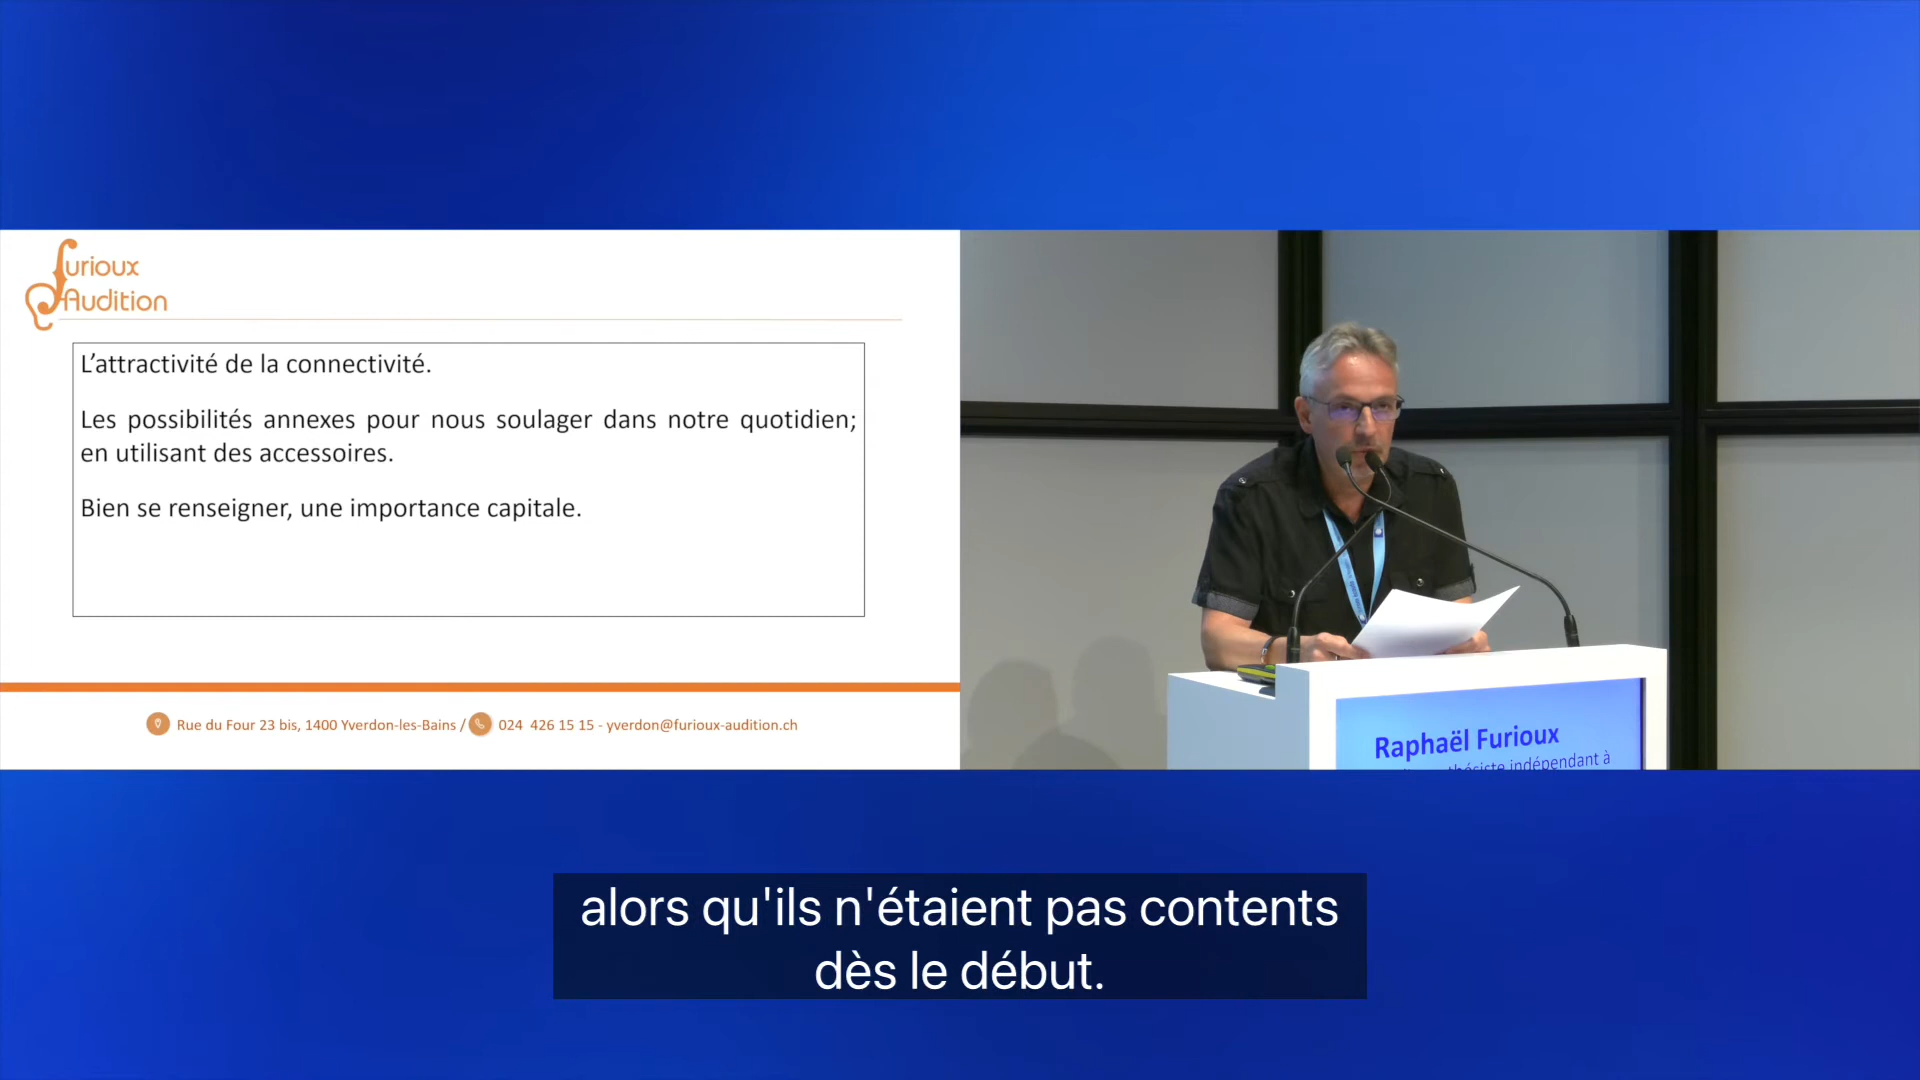 Furioux
Audition
L’attractivité de la connectivité.
Les possibilités annexes pour nous soulager dans notre quotidien;
en utilisant des accessoires.
Bien se renseigner, une importance capitale.
Rue du Four 23 bis, 1400 Yverdon-les-Bains / 024 426 15 15 - yverdon@furioux-audition.ch
Raphaël Furioux
indépendant à
alors qu'ils n'étaient pas contents
dès le début.